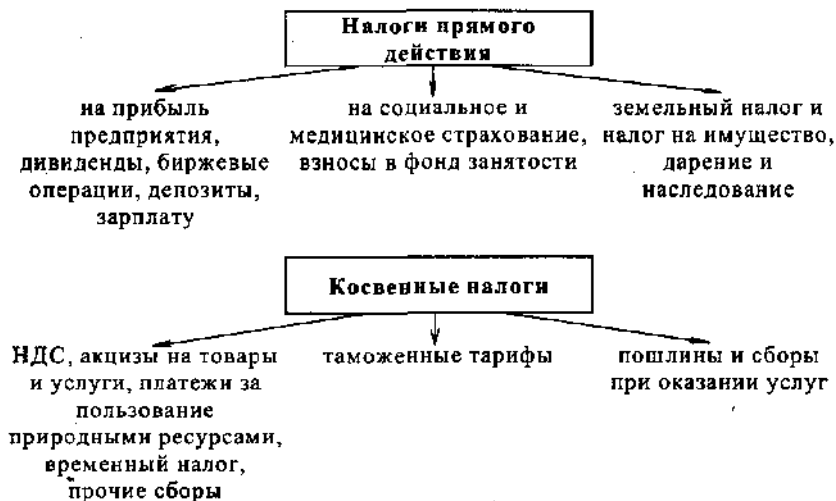 Налоги прямого
действия
на прибыль
предприятия,
дивиденды, биржевые
операции, депозиты,
зарплату
на социальное и
медицинское страхование,
взносы в фонд занятости
земельный налог и
налог на имущество,
дарение и
наследование
Косвенные налоги
НДС, акцизы на товары
и услуги, платежи за
пользование
природными ресурсами,
временный налог,
прочие сборы
таможенные тарифы
пошлины и сборы
при оказании услуг